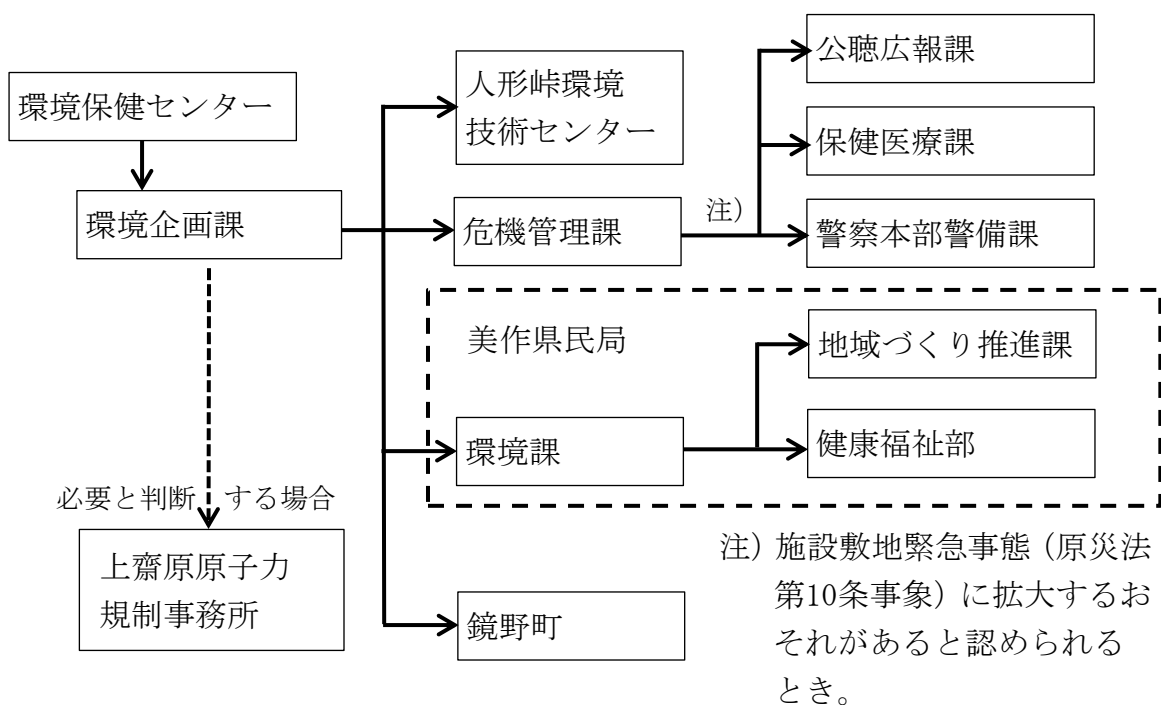 環境保健センター
環境企画課
必要と判断 する場合
上齋原原子力
規制事務所
人形峠環境
技術センター
危機管理課
注）
公聴広報課
保健医療課
警察本部警備課
美作県民局
環境課
地域づくり推進課
健康福祉部
鏡野町
注）施設敷地緊急事態（原災法
第10条事象）に拡大するお
それがあると認められる
とき。